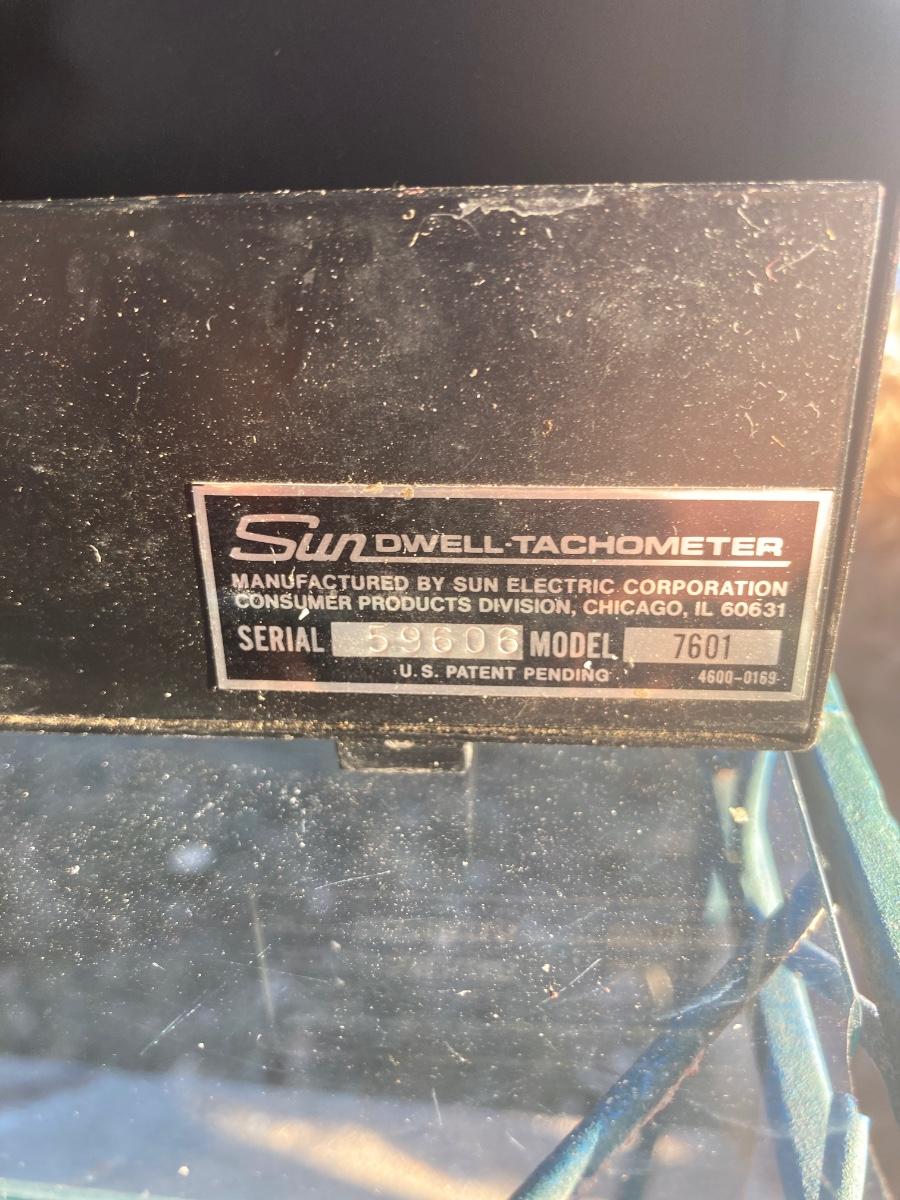 Sun DWELL-TACHOMETER
MANUFACTURED BY SUN ELECTRIC CORPORATION
CONSUMER PRODUCTS DIVISION, CHICAGO, IL 60631
SERIAL 59606 MODEL 7601
U.S. PATENT PENDING 4600-0169